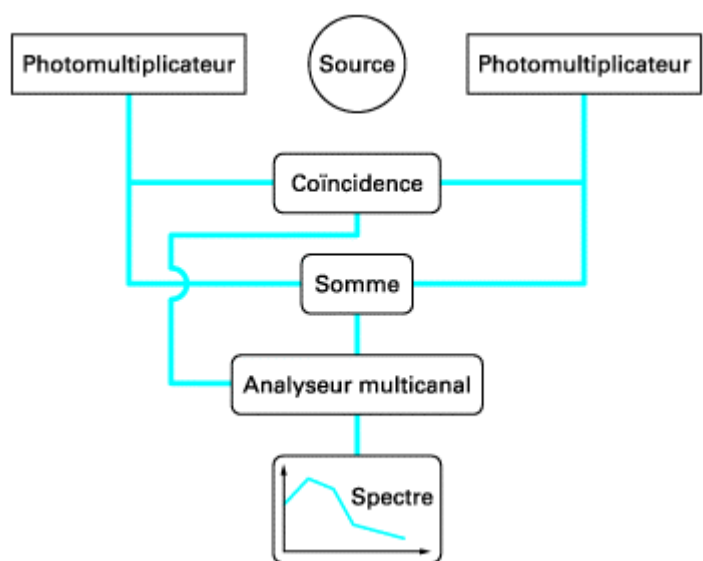 Photomultiplicateur
Source
Photomultiplicateur
Coïncidence
Somme
Analyseur multicanal
Spectre